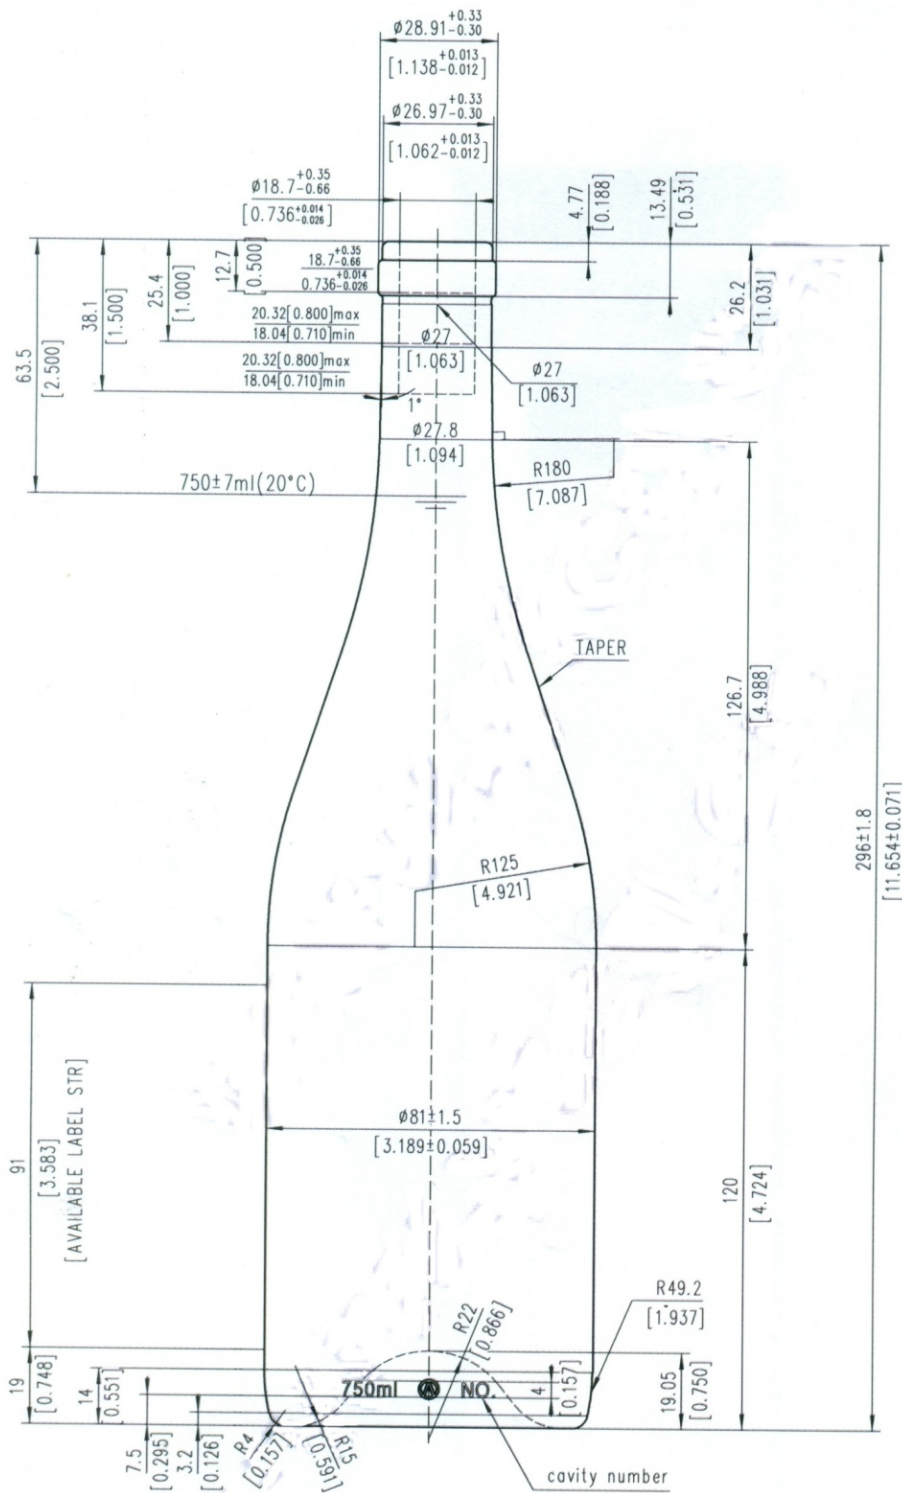 ø28.91+0.33-0.30
[1.138+0.013-0.012]
ø26.97+0.33-0.30
[1.062+0.013-0.012]
ø18.7+0.35-0.66
[0.736+0.014-0.026]
4.77
[0.188]
13.49
[0.531]
63.5
[2.500]
38.1
[1.500]
25.4
[1.000]
12.7
[0.500]
18.7+0.35-0.66
0.736+0.014-0.026
26.2
[1.031]
20.32[0.800]max
18.04[0.710]min
20.32[0.800]max
18.04[0.710]min
ø27
[1.063]
ø27
[1.063]
1°
ø27.8
[1.094]
R180
[7.087]
750±7ml(20°C)
TAPER
126.7
[4.988]
296±1.8
[11.654±0.071]
R125
[4.921]
91
[3.583]
[AVAILABLE LABEL STR]
ø81±1.5
[3.189±0.059]
120
[4.724]
R49.2
[1.937]
R22
[0.866]
19
[0.748]
14
[0.551]
750ml NO.
4
[0.157]
19.05
[0.750]
7.5
[0.295]
3.2
[0.126]
R4
[0.157]
R15
[0.591]
cavity number